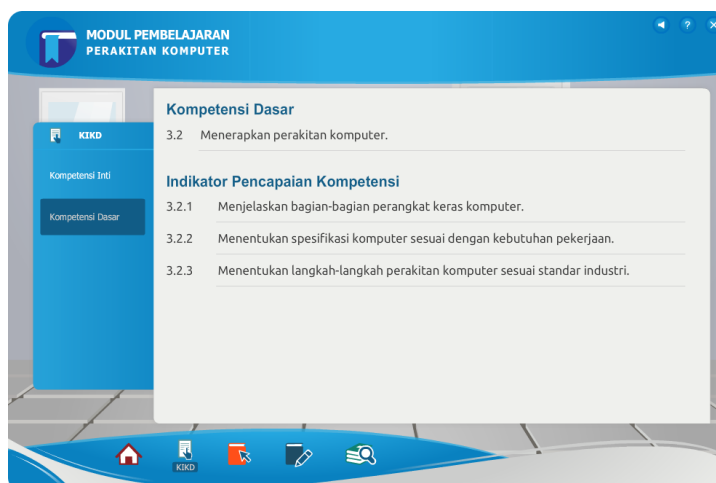 MODUL PEMBELAJARAN
PERAKITAN KOMPUTER
?
KIKD
Kompetensi Inti
Kompetensi Dasar
Kompetensi Dasar
3.2 Menerapkan perakitan komputer.
Indikator Pencapaian Kompetensi
3.2.1 Menjelaskan bagian-bagian perangkat keras komputer.
3.2.2 Menentukan spesifikasi komputer sesuai dengan kebutuhan pekerjaan.
3.2.3 Menentukan langkah-langkah perakitan komputer sesuai standar industri.
KIKD